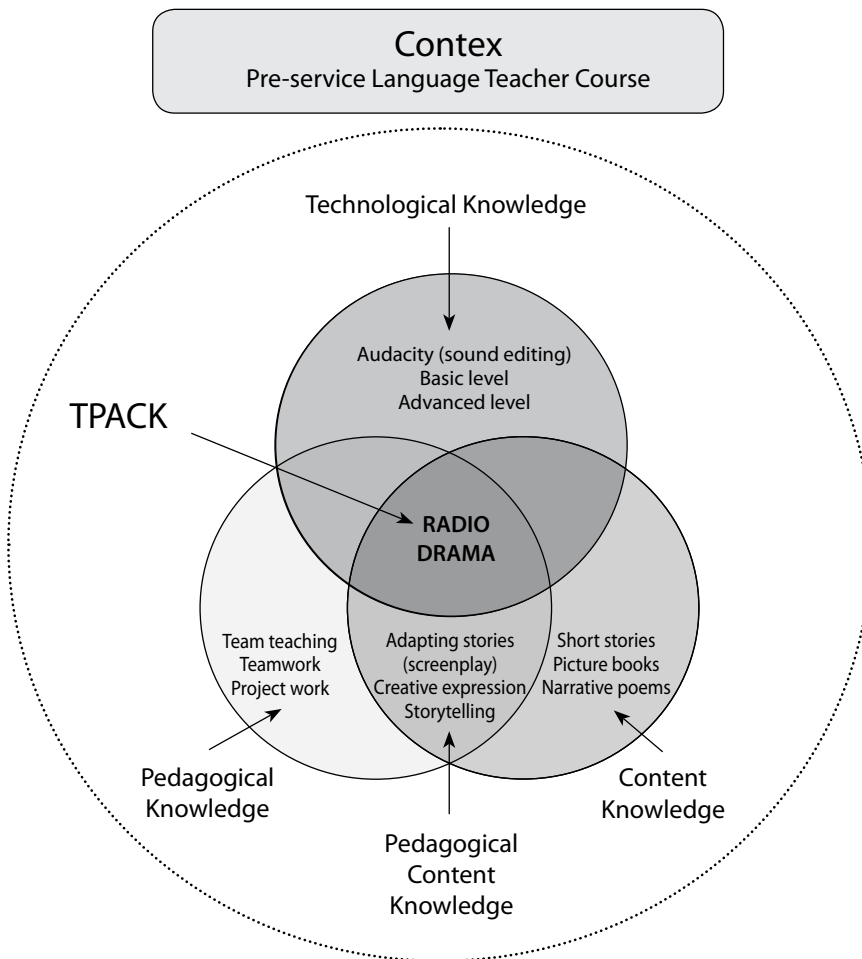 Contex
Pre-service Language Teacher Course
Technological Knowledge
Audacity (sound editing)
Basic level
Advanced level
TPACK
RADIO
DRAMA
Team teaching
Teamwork
Project work
Adapting stories
(screenplay)
Creative expression
Storytelling
Short stories
Picture books
Narrative poems
Pedagogical
Knowledge
Pedagogical
Content
Knowledge
Content
Knowledge